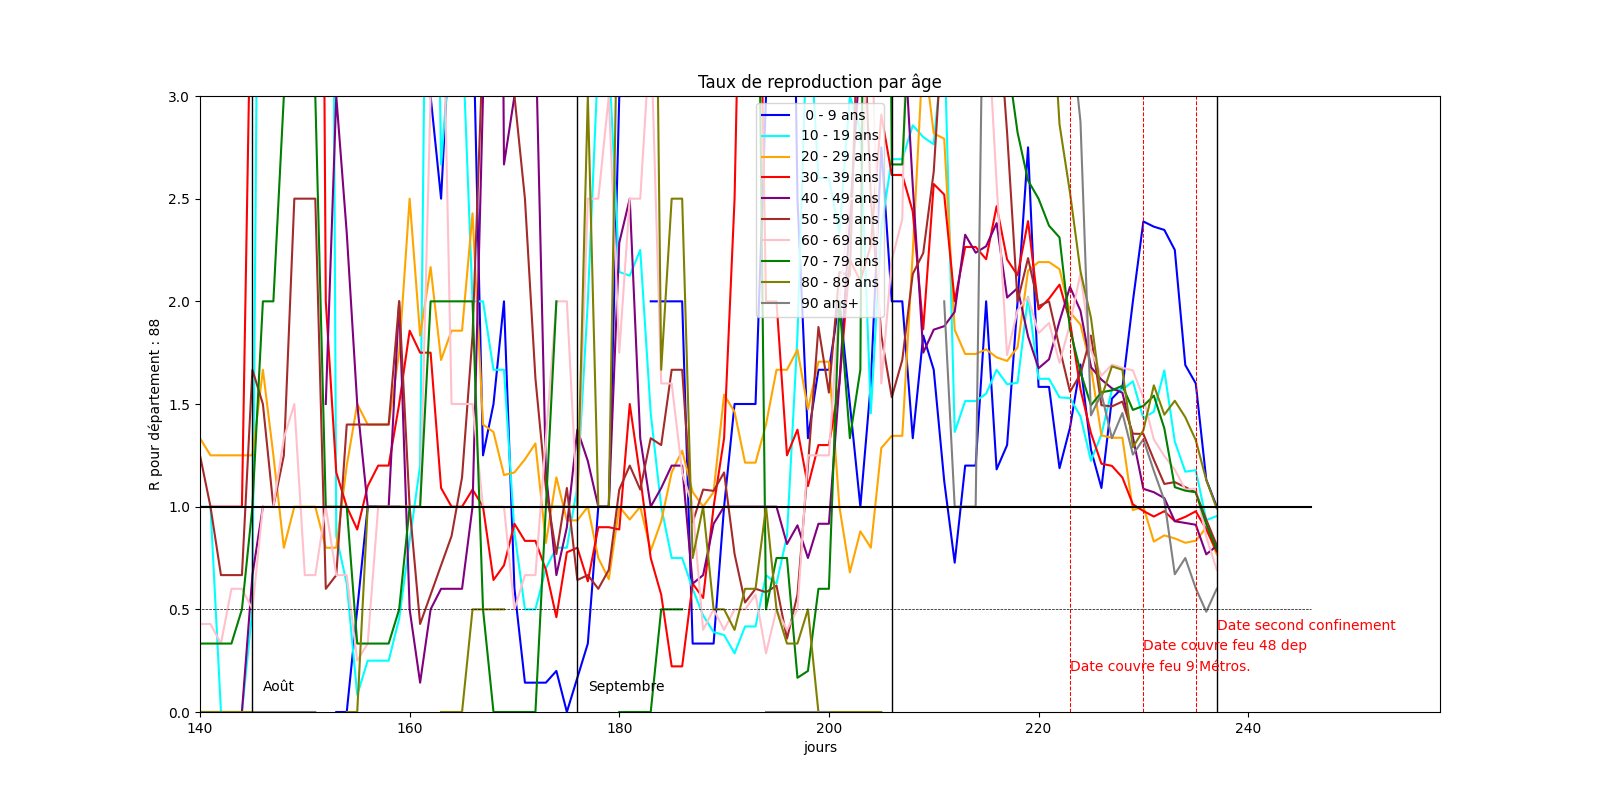 Taux de reproduction par âge
R pour département : 88
3.0
2.5
2.0
1.5
1.0
0.5
0.0
0 - 9 ans
10 - 19 ans
20 - 29 ans
30 - 39 ans
40 - 49 ans
50 - 59 ans
60 - 69 ans
70 - 79 ans
80 - 89 ans
90 ans+
Date second confinement
Date couvre feu 48 dep
Date couvre feu 9 Métros.
Août
Septembre
140
160
180
200
220
240
jours